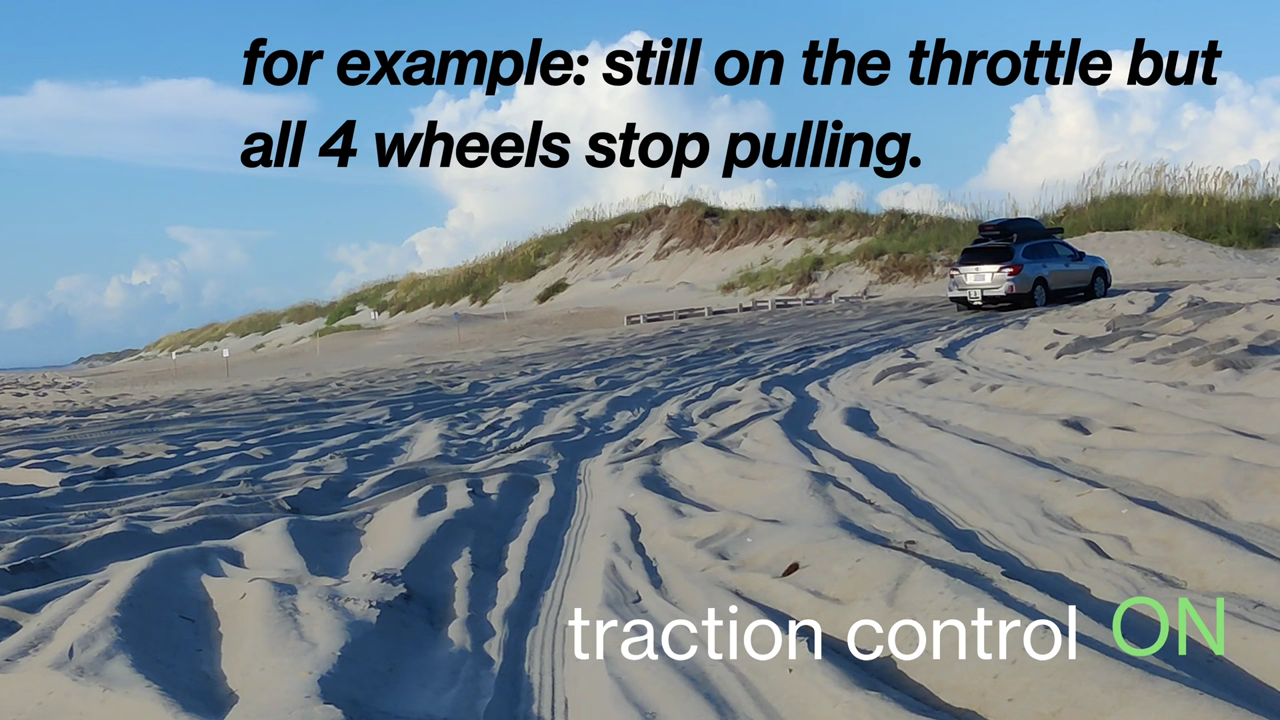 for example: still on the throttle but
all 4 wheels stop pulling.
traction control ON